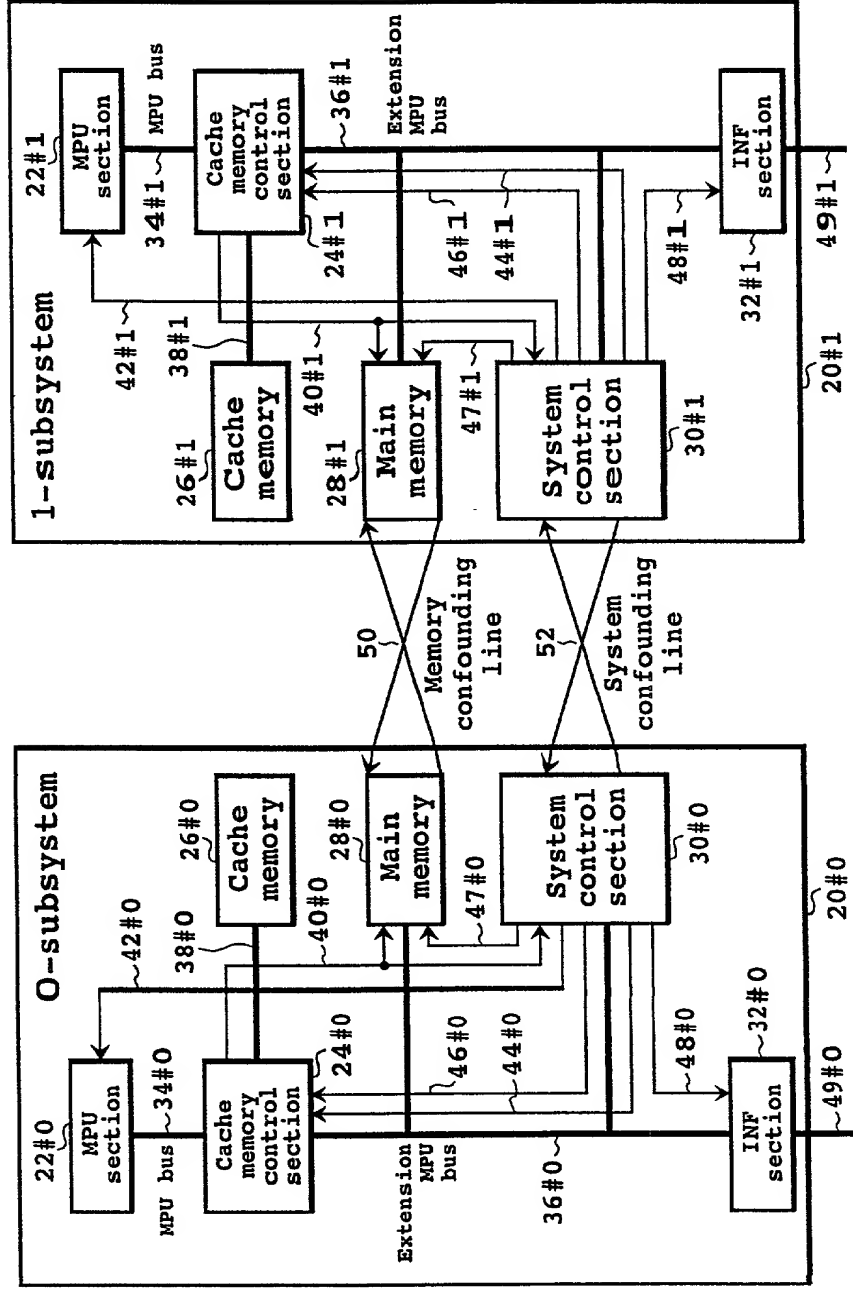 0-subsystem
22#0
MPU
section
MPU bus
34#0
42#0
Cache
memory
control
section
24#0
38#0
26#0
Cache
memory
40#0
28#0
Main
memory
Extension
MPU
bus
46#0
44#0
47#0
System
control
section
30#0
36#0
48#0
INF
section
32#0
49#0
20#0
50
Memory
confounding
line
52
System
confounding
line
1-subsystem
22#1
MPU
section
MPU bus
34#1
42#1
Cache
memory
control
section
24#1
38#1
26#1
Cache
memory
40#1
28#1
Main
memory
36#1
Extension
MPU
bus
46#1
44#1
47#1
System
control
section
30#1
48#1
INF
section
32#1
49#1
20#1